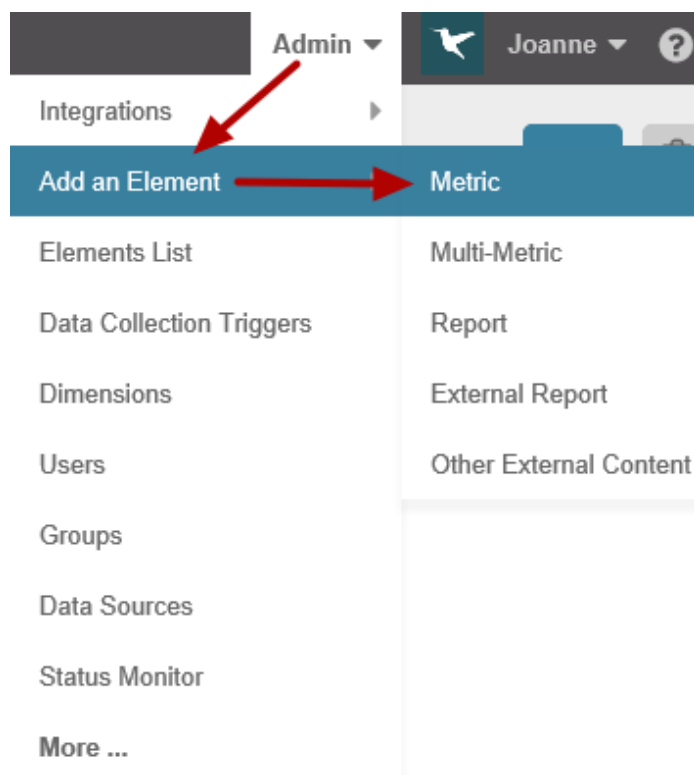 Admin
Joanne
Integrations
Add an Element
Metric
Elements List
Multi-Metric
Data Collection Triggers
Report
Dimensions
External Report
Users
Other External Content
Groups
Data Sources
Status Monitor
More ...